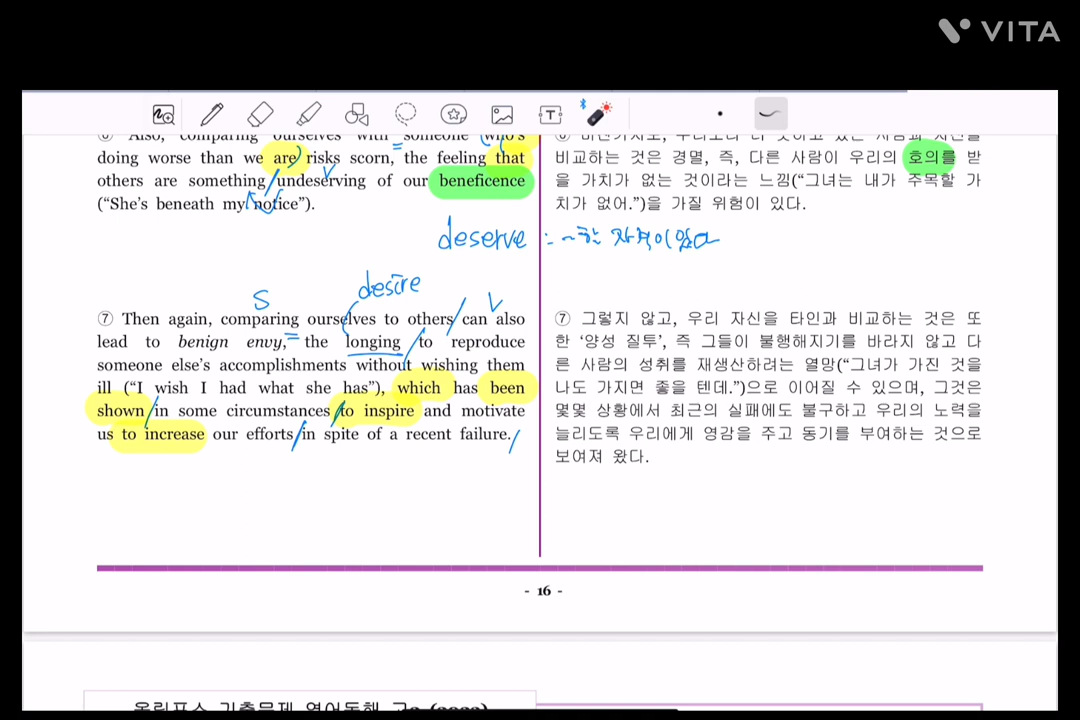 VITA
T
⑥ Also, comparing ourselves with someone who's
doing worse than we are risks scorn, the feeling that
others are something undeserving of our beneficence
(“She's beneath my notice”).
비교하는 것은 경멸, 즉, 다른 사람이 우리의 호의를 받
을 가치가 없는 것이라는 느낌(“그녀는 내가 주목할 가
치가 없어.”)을 가질 위험이 있다.
deserve : ~할 자격이 있다
desire
S
V
⑦ Then again, comparing ourselves to others can also
lead to benign envy, the longing to reproduce
someone else's accomplishments without wishing them
ill (“I wish I had what she has”), which has been
shown in some circumstances to inspire and motivate
us to increase our efforts in spite of a recent failure.
⑦ 그렇지 않고, 우리 자신을 타인과 비교하는 것은 또
한 ‘양성 질투’, 즉 그들이 불행해지기를 바라지 않고 다
른 사람의 성취를 재생산하려는 열망(“그녀가 가진 것을
나도 가지면 좋을 텐데.”)으로 이어질 수 있으며, 그것은
몇몇 상황에서 최근의 실패에도 불구하고 우리의 노력을
늘리도록 우리에게 영감을 주고 동기를 부여하는 것으로
보여져 왔다.
- 16 -